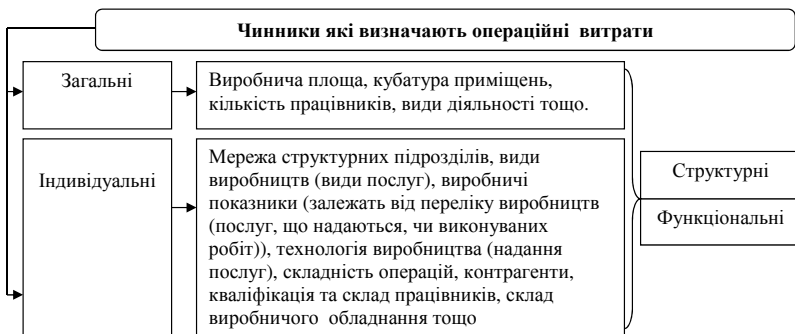 Чинники які визначають операційні витрати
Загальні
Виробнича площа, кубатура приміщень,
кількість працівників, види діяльності тощо.
Індивідуальні
Мережа структурних підрозділів, види
виробництв (види послуг), виробничі
показники (залежать від переліку виробництв
(послуг, що надаються, чи виконуваних
робіт)), технологія виробництва (надання
послуг), складність операцій, контрагенти,
кваліфікація та склад працівників, склад
виробничого обладнання тощо
Структурні
Функціональні